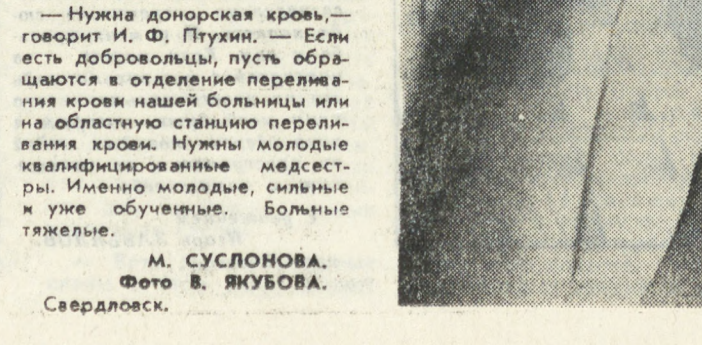 — Нужна донорская кровь,—
говорит И. Ф. Птухин. — Если
есть добровольцы, пусть обра-
щаются в отделение перелива-
ния крови нашей больницы или
на областную станцию перели-
вания крови. Нужны молодые
квалифицированные медсест-
ры. Именно молодые, сильные
и уже обученные. Больные
тяжелые.
М. СУСЛОНОВА.
Фото В. ЯКУБОВА.
Свердловск.